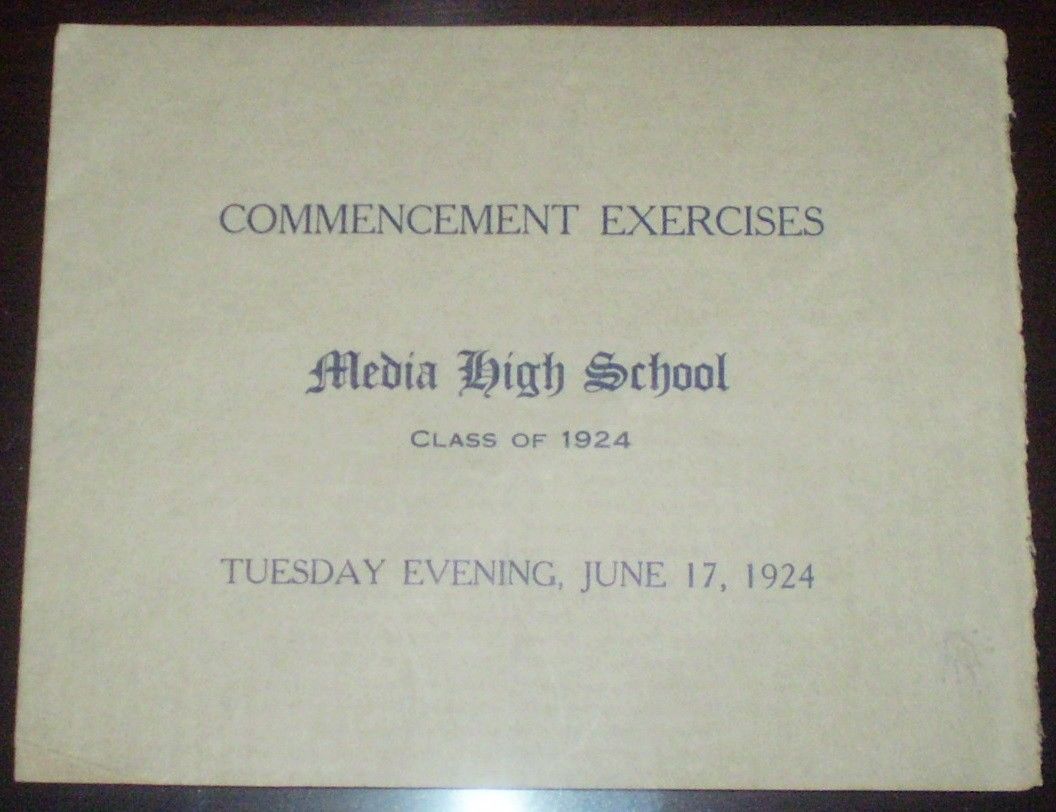 COMMENCEMENT EXERCISES
Media High School
CLASS OF 1924
TUESDAY EVENING, JUNE 17, 1924